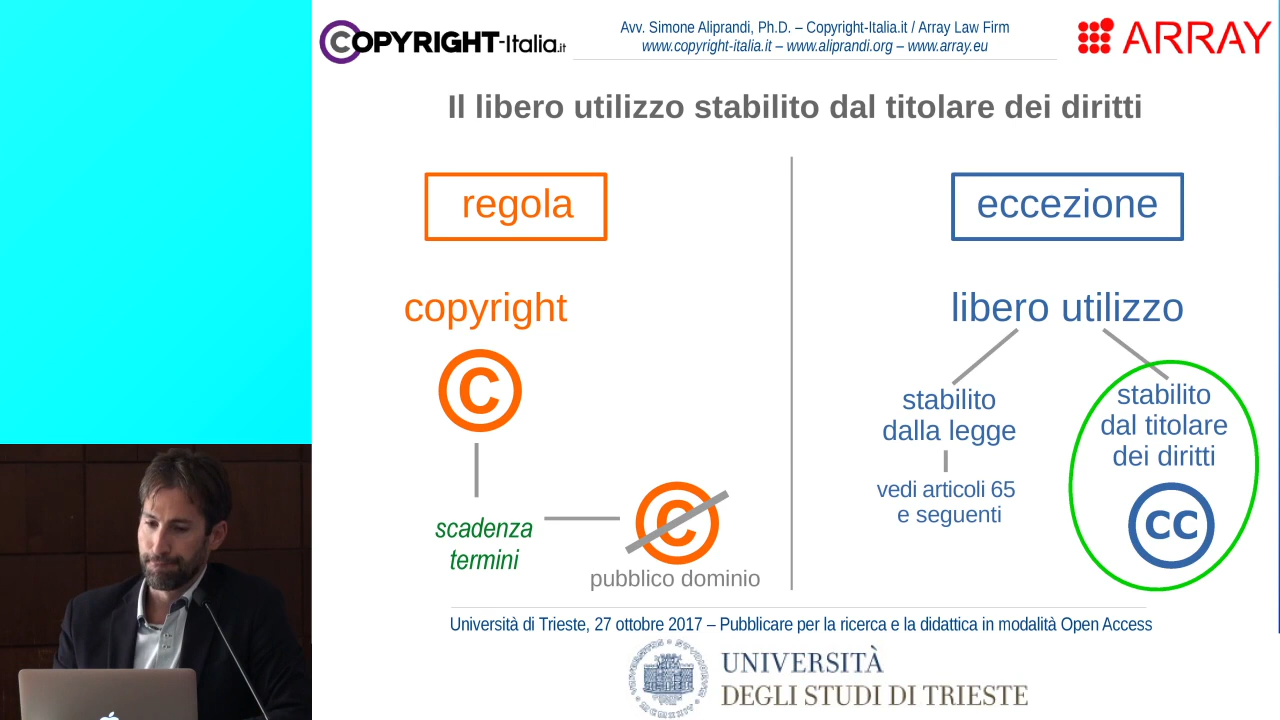 COPYRIGHT-Italia.it
Avv. Simone Aliprandi, Ph.D. – Copyright-Italia.it / Array Law Firm
www.copyright-italia.it – www.aliprandi.org – www.array.eu
ARRAY
Il libero utilizzo stabilito dal titolare dei diritti
regola
eccezione
copyright
libero utilizzo
C
stabilito
dalla legge
stabilito
dal titolare
dei diritti
vedi articoli 65
e seguenti
CC
scadenza
termini
C
pubblico dominio
Università di Trieste, 27 ottobre 2017 – Pubblicare per la ricerca e la didattica in modalità Open Access
UNIVERSITÀ
DEGLI STUDI DI TRIESTE